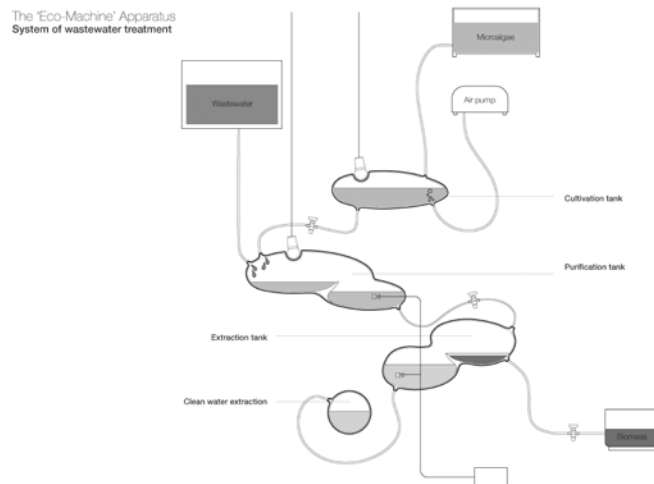 The 'Eco-Machine' Apparatus
System of wastewater treatment
Microalgae
Wastewater
Air pump
Cultivation tank
Purification tank
Extraction tank
Clean water extraction
Biomass